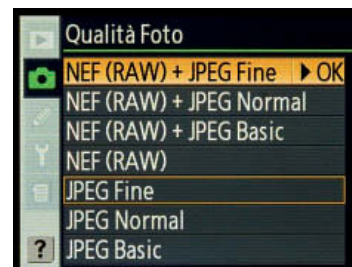 Qualità Foto
NEF (RAW) + JPEG Fine ▶ OK
NEF (RAW) + JPEG Normal
NEF (RAW) + JPEG Basic
NEF (RAW)
JPEG Fine
JPEG Normal
? JPEG Basic